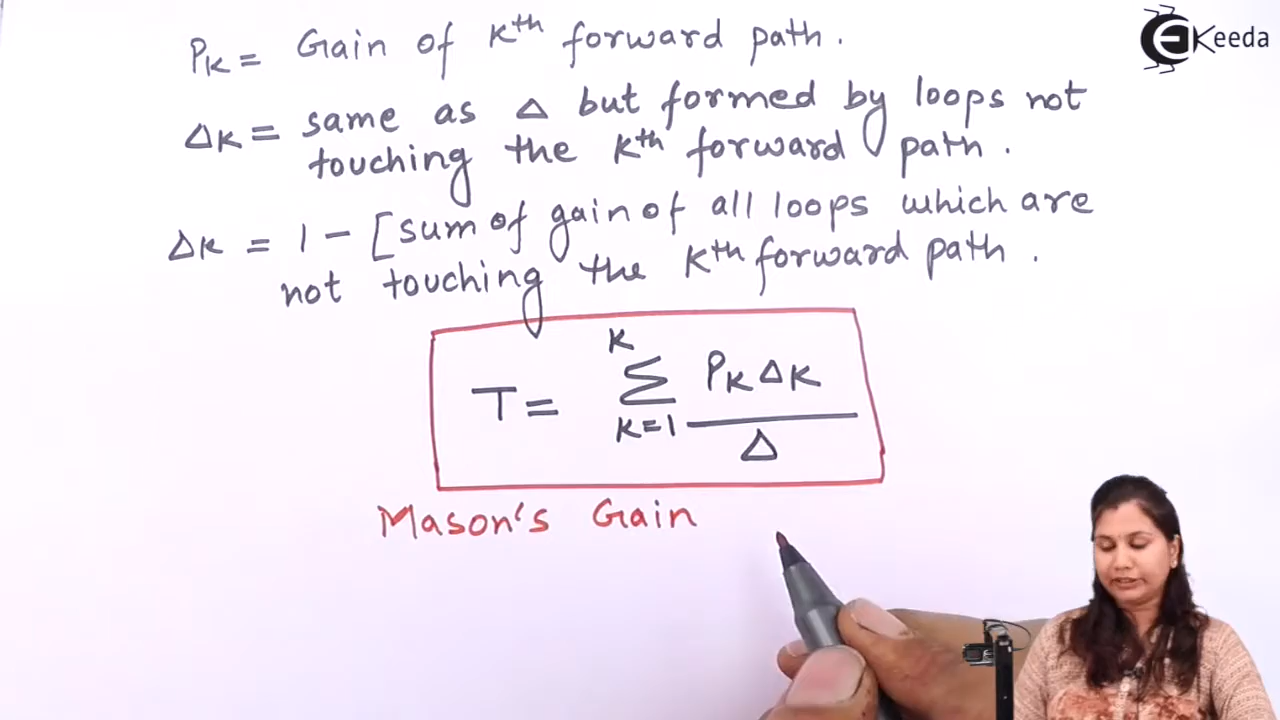 PK = Gain of Kth forward path.
ΔK = same as Δ but formed by loops not
touching the Kth forward path.
ΔK = 1 - [sum of gain of all loops which are
not touching the Kth forward path.
K
T = Σ PK ΔK
K=1
Δ
Mason's Gain
EKeeda